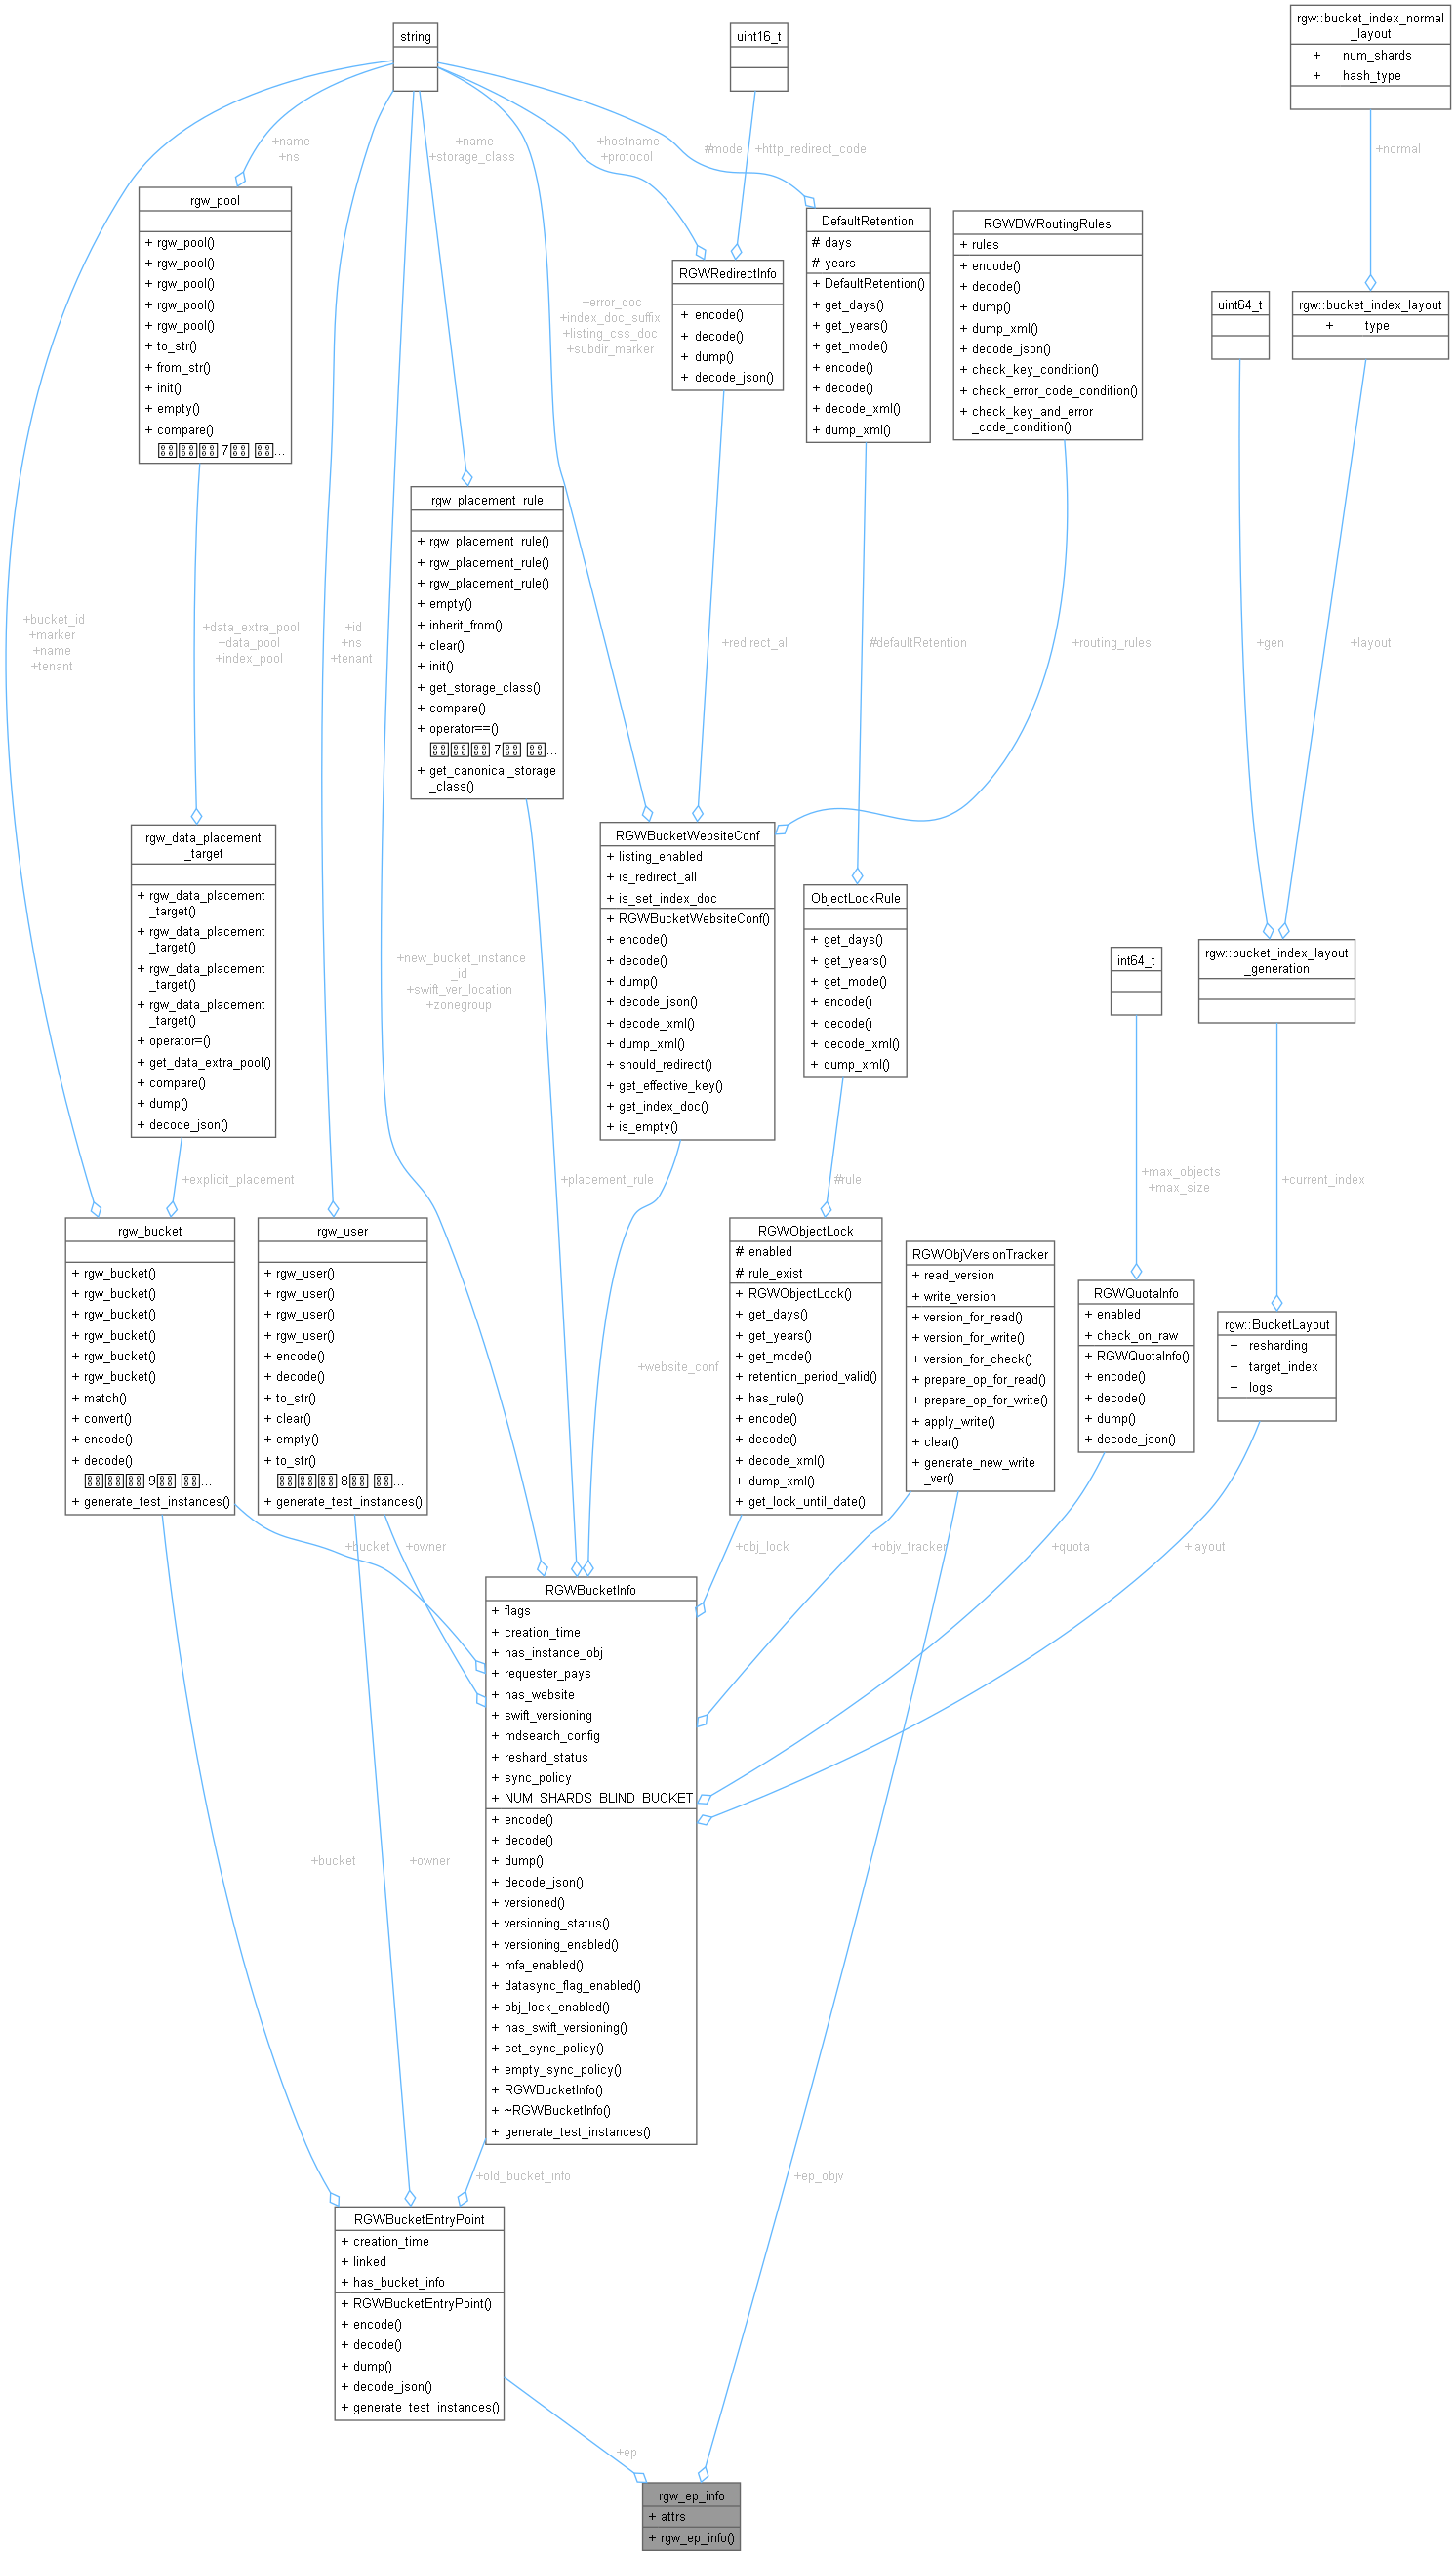 string
uint16_t
rgw::bucket_index_normal
_layout
+ num_shards
+ hash_type
+name
+ns
+name
+storage_class
+hostname
+protocol
#mode
+http_redirect_code
+normal
rgw_pool
+ rgw_pool()
+ rgw_pool()
+ rgw_pool()
+ rgw_pool()
+ rgw_pool()
+ to_str()
+ from_str()
+ init()
+ empty()
+ compare()
7 ...
DefaultRetention
# days
# years
+ DefaultRetention()
+ get_days()
+ get_years()
+ get_mode()
+ encode()
+ decode()
+ decode_xml()
+ dump_xml()
RGWBWRoutingRules
+ rules
+ encode()
+ decode()
+ dump()
+ dump_xml()
+ decode_json()
+ check_key_condition()
+ check_error_code_condition()
+ check_key_and_error
_code_condition()
RGWRedirectInfo
+ encode()
+ decode()
+ dump()
+ decode_json()
uint64_t
rgw::bucket_index_layout
+ type
+error_doc
+index_doc_suffix
+listing_css_doc
+subdir_marker
rgw_placement_rule
+ rgw_placement_rule()
+ rgw_placement_rule()
+ rgw_placement_rule()
+ empty()
+ inherit_from()
+ clear()
+ init()
+ get_storage_class()
+ compare()
+ operator==()
7 ...
+ get_canonical_storage
_class()
+bucket_id
+marker
+name
+tenant
+data_extra_pool
+data_pool
+index_pool
+id
+ns
+tenant
+redirect_all
#defaultRetention
+routing_rules
+gen
+layout
rgw_data_placement
_target
+ rgw_data_placement
_target()
+ rgw_data_placement
_target()
+ rgw_data_placement
_target()
+ rgw_data_placement
_target()
+ operator=()
+ get_data_extra_pool()
+ compare()
+ dump()
+ decode_json()
RGWBucketWebsiteConf
+ listing_enabled
+ is_redirect_all
+ is_set_index_doc
+ RGWBucketWebsiteConf()
+ encode()
+ decode()
+ dump()
+ decode_json()
+ decode_xml()
+ dump_xml()
+ should_redirect()
+ get_effective_key()
+ get_index_doc()
+ is_empty()
ObjectLockRule
+ get_days()
+ get_years()
+ get_mode()
+ encode()
+ decode()
+ decode_xml()
+ dump_xml()
int64_t
rgw::bucket_index_layout
_generation
+new_bucket_instance
_id
+swift_ver_location
+zonegroup
+explicit_placement
+placement_rule
#rule
+max_objects
+max_size
+current_index
rgw_bucket
+ rgw_bucket()
+ rgw_bucket()
+ rgw_bucket()
+ rgw_bucket()
+ rgw_bucket()
+ rgw_bucket()
+ match()
+ convert()
+ encode()
+ decode()
9 ...
+ generate_test_instances()
rgw_user
+ rgw_user()
+ rgw_user()
+ rgw_user()
+ rgw_user()
+ encode()
+ decode()
+ to_str()
+ clear()
+ empty()
+ to_str()
8 ...
+ generate_test_instances()
+website_conf
RGWObjectLock
# enabled
# rule_exist
+ RGWObjectLock()
+ get_days()
+ get_years()
+ get_mode()
+ retention_period_valid()
+ has_rule()
+ encode()
+ decode()
+ decode_xml()
+ dump_xml()
+ get_lock_until_date()
RGWObjVersionTracker
+ read_version
+ write_version
+ version_for_read()
+ version_for_write()
+ version_for_check()
+ prepare_op_for_read()
+ prepare_op_for_write()
+ apply_write()
+ clear()
+ generate_new_write
_ver()
RGWQuotaInfo
+ enabled
+ check_on_raw
+ RGWQuotaInfo()
+ encode()
+ decode()
+ dump()
+ decode_json()
rgw::BucketLayout
+ resharding
+ target_index
+ logs
+bucket
+owner
+obj_lock
+objv_tracker
+quota
+layout
RGWBucketInfo
+ flags
+ creation_time
+ has_instance_obj
+ requester_pays
+ has_website
+ swift_versioning
+ mdsearch_config
+ reshard_status
+ sync_policy
+ NUM_SHARDS_BLIND_BUCKET
+ encode()
+ decode()
+ dump()
+ decode_json()
+ versioned()
+ versioning_status()
+ versioning_enabled()
+ mfa_enabled()
+ datasync_flag_enabled()
+ obj_lock_enabled()
+ has_swift_versioning()
+ set_sync_policy()
+ empty_sync_policy()
+ RGWBucketInfo()
+ ~RGWBucketInfo()
+ generate_test_instances()
+bucket
+owner
+old_bucket_info
+ep_objv
RGWBucketEntryPoint
+ creation_time
+ linked
+ has_bucket_info
+ RGWBucketEntryPoint()
+ encode()
+ decode()
+ dump()
+ decode_json()
+ generate_test_instances()
+ep
rgw_ep_info
+ attrs
+ rgw_ep_info()